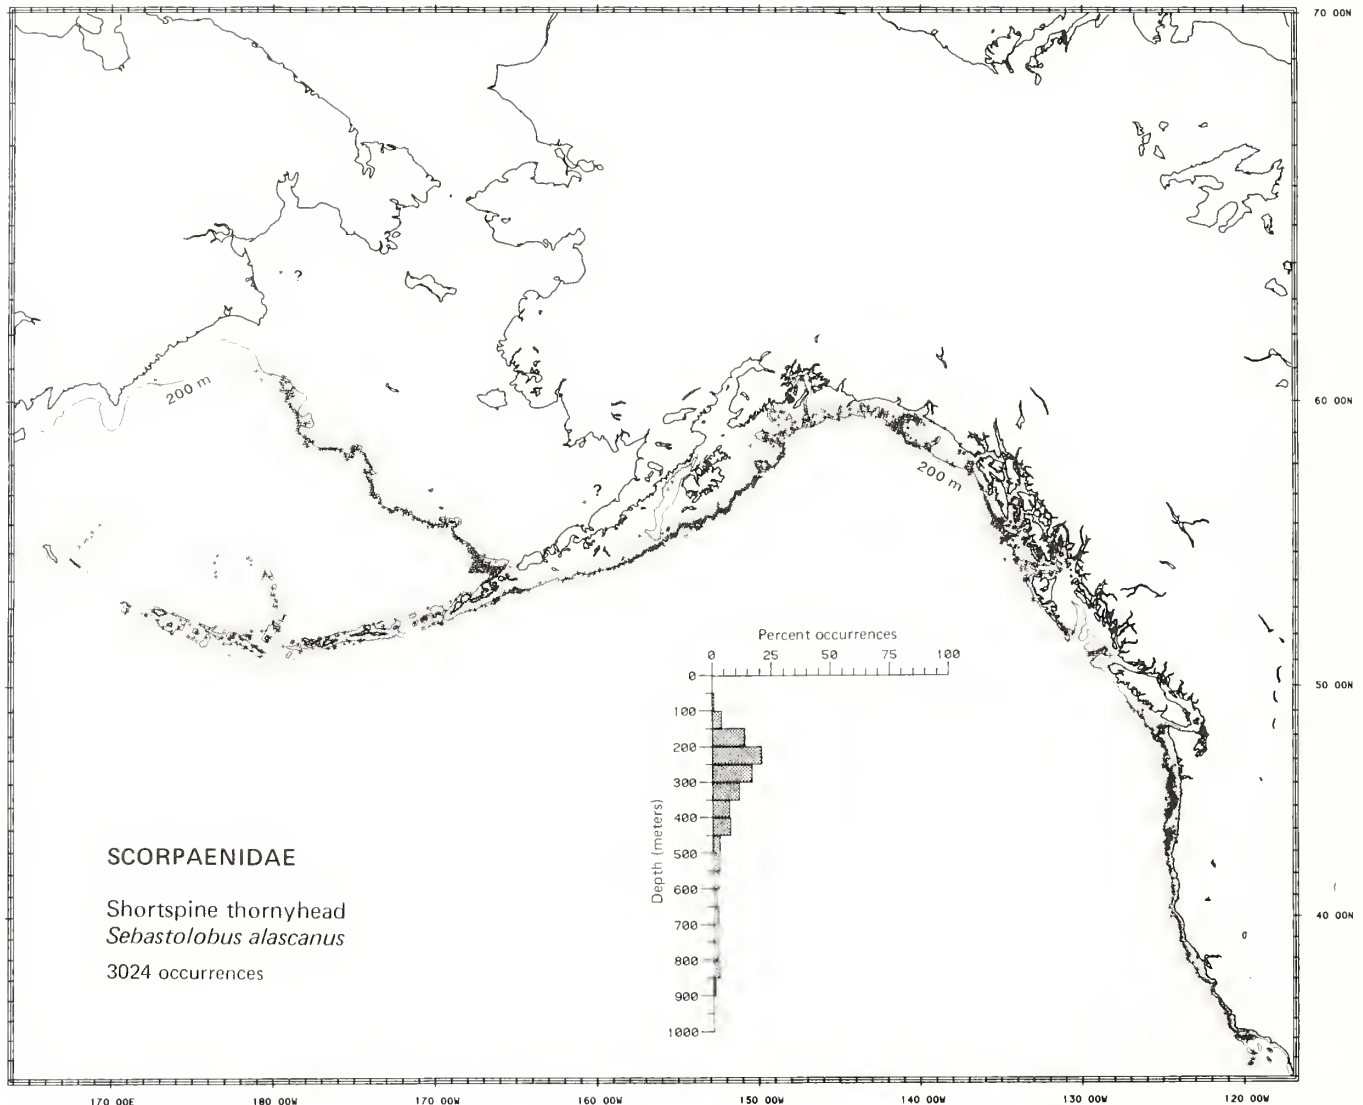 70 00N
?
200 m
60 00N
?
200 m
Percent occurrences
0 25 50 75 100
0
100
200
300
400
500
600
700
800
900
1000
Depth (meters)
50 00N
40 00N
SCORPAENIDAE
Shortspine thornyhead
Sebastolobus alascanus
3024 occurrences
170 00E 180 00W 170 00W 160 00W 150 00W 140 00W 130 00W 120 00W